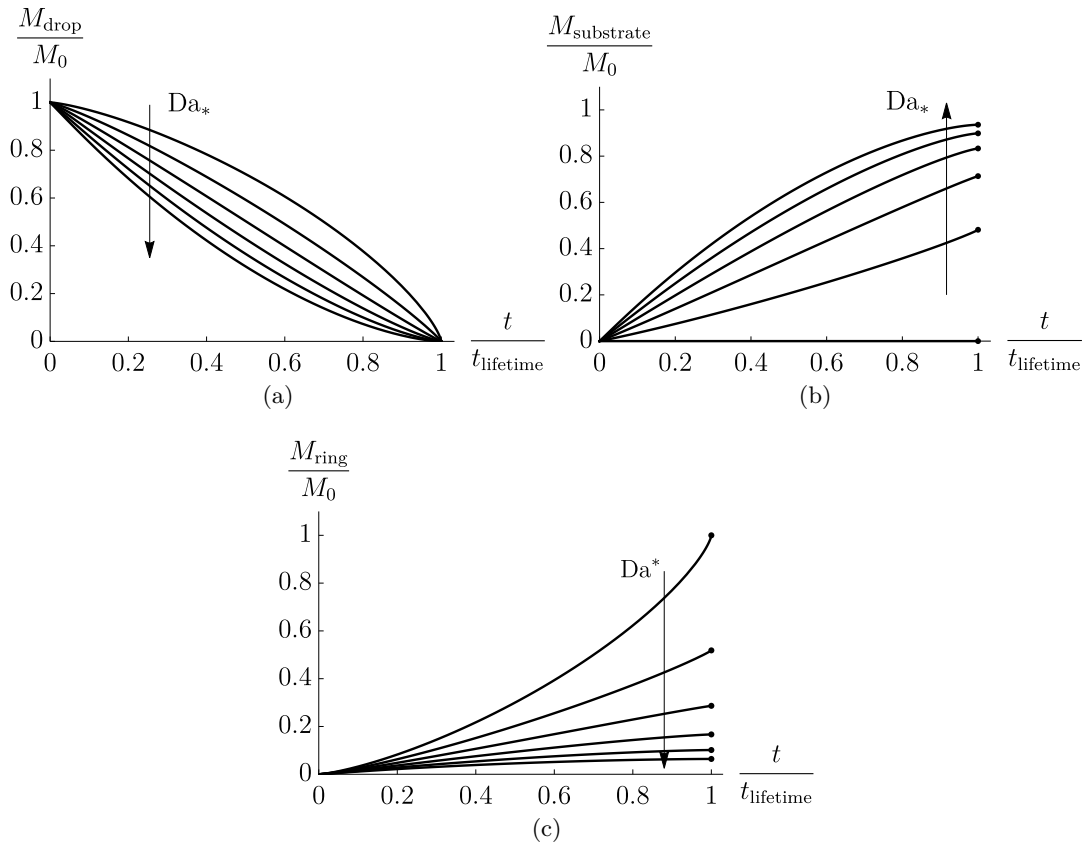 M_drop / M_0
1
0.8
0.6
0.4
0.2
0
0 0.2 0.4 0.6 0.8 1
Da_*
t / t_lifetime
(a)
M_substrate / M_0
1
0.8
0.6
0.4
0.2
0
0 0.2 0.4 0.6 0.8 1
Da_*
t / t_lifetime
(b)
M_ring / M_0
1
0.8
0.6
0.4
0.2
0
0 0.2 0.4 0.6 0.8 1
Da^*
t / t_lifetime
(c)